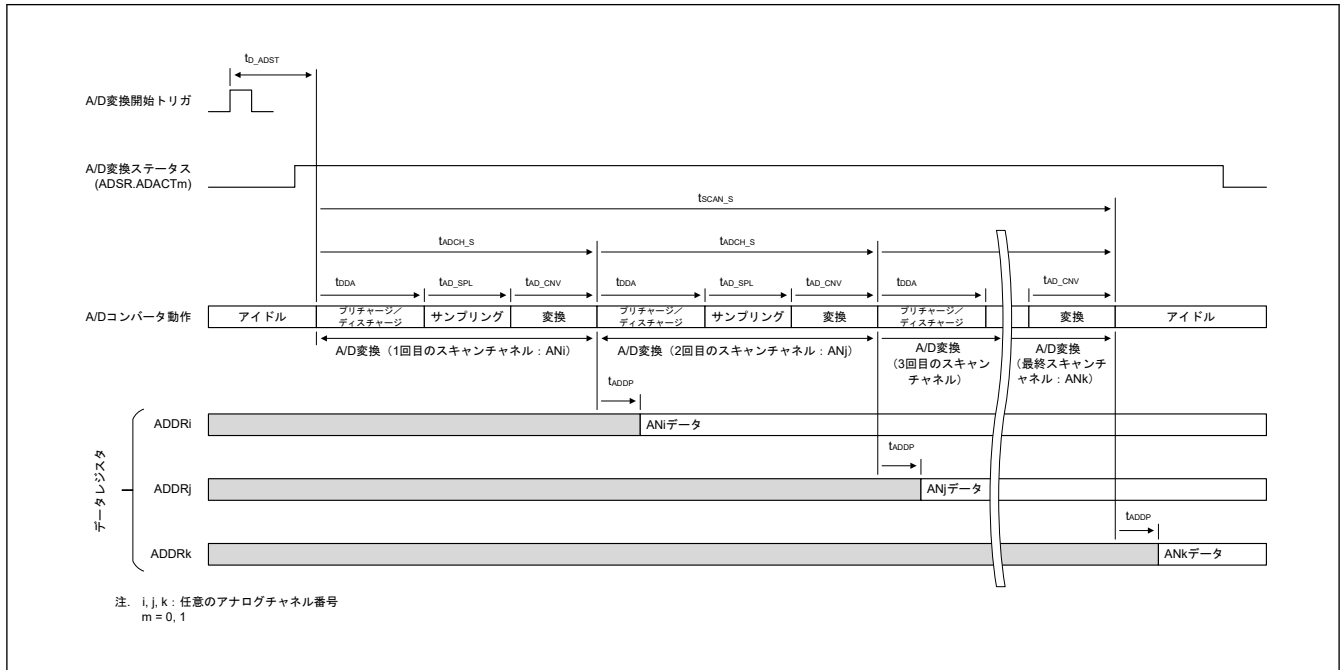 tD_ADST
A/D変換開始トリガ
A/D変換ステータス
(ADSR.ADACTm)
tSCAN_S
tADCH_S
tADCH_S
tDDA
tAD_SPL
tAD_CNV
tDDA
tAD_SPL
tAD_CNV
tDDA
tAD_CNV
A/Dコンバータ動作
アイドル
プリチャージ/
ディスチャージ
サンプリング
変換
プリチャージ/
ディスチャージ
サンプリング
変換
プリチャージ/
ディスチャージ
変換
アイドル
A/D変換(1回目のスキャンチャネル:ANi)
A/D変換(2回目のスキャンチャネル:ANj)
A/D変換
(3回目のスキャン
チャネル)
A/D変換
(最終スキャンチ
ャネル:ANk)
tADDP
ADDRi
ANiデータ
tADDP
データレジスタ
ADDRj
ANjデータ
tADDP
ADDRk
ANkデータ
注. i, j, k:任意のアナログチャネル番号
m = 0, 1